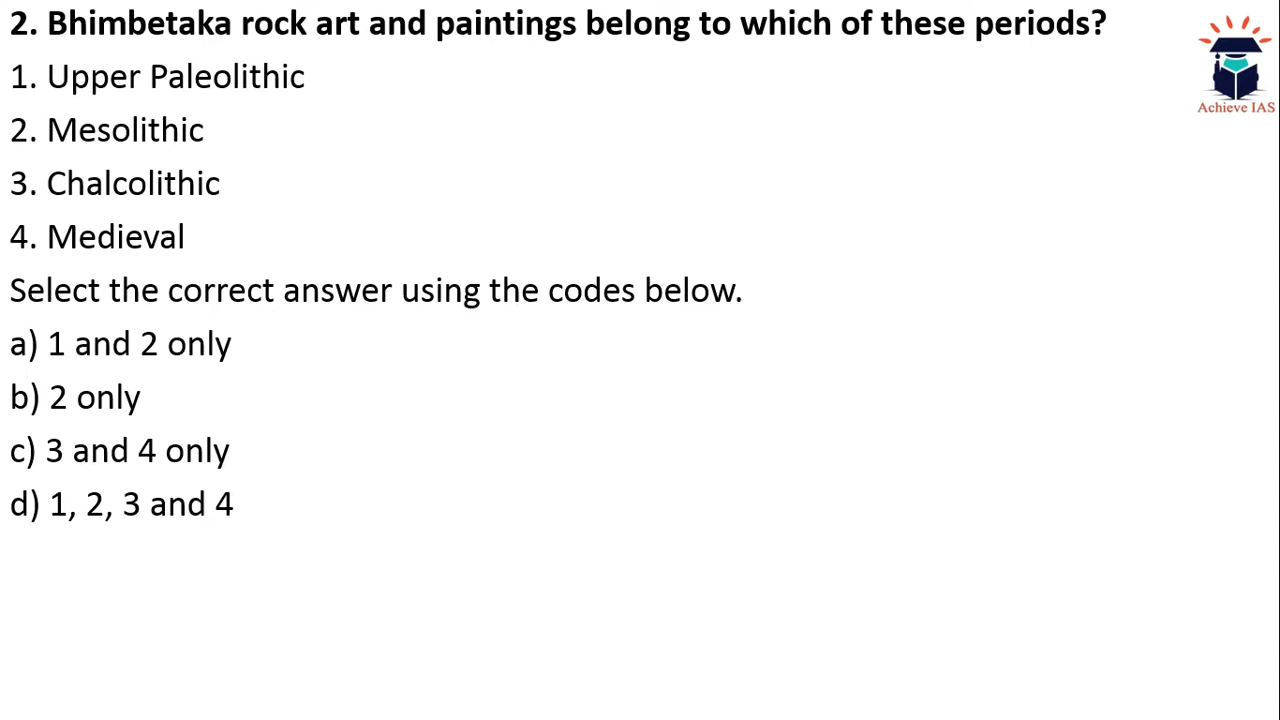 2. Bhimbetaka rock art and paintings belong to which of these periods?
1. Upper Paleolithic
2. Mesolithic
3. Chalcolithic
4. Medieval
Select the correct answer using the codes below.
a) 1 and 2 only
b) 2 only
c) 3 and 4 only
d) 1, 2, 3 and 4
Achieve IAS